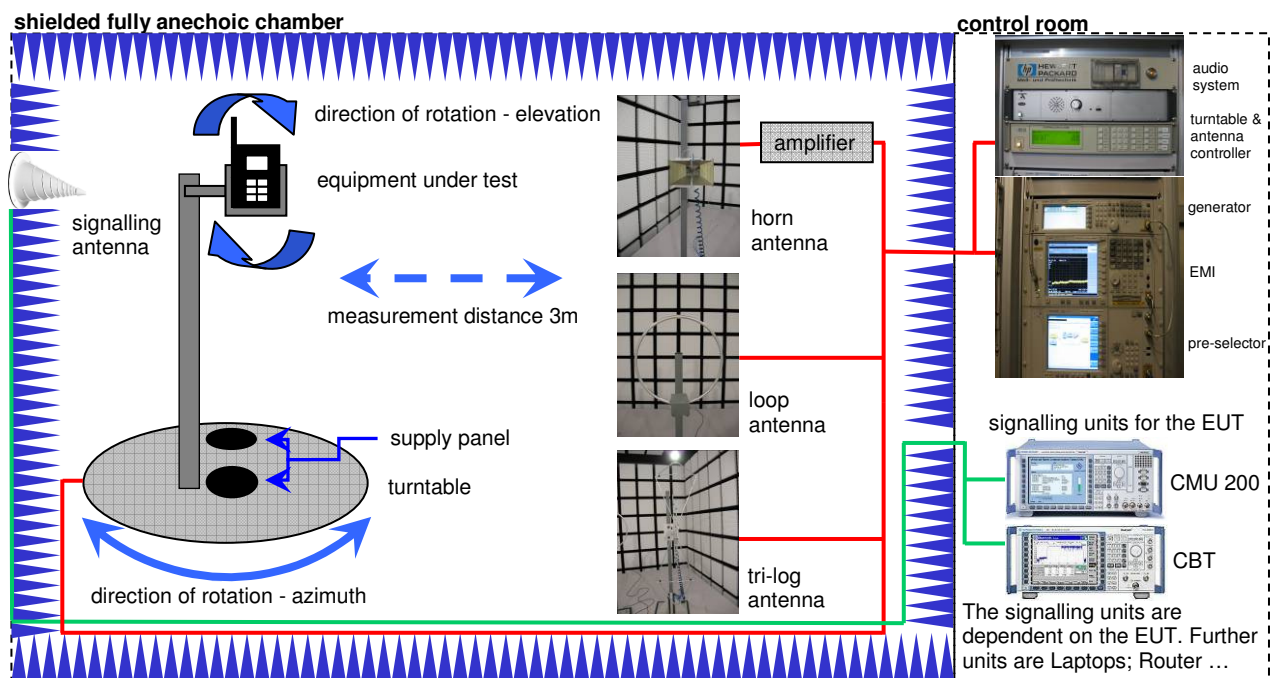 shielded fully anechoic chamber
control room
direction of rotation - elevation
equipment under test
signalling
antenna
measurement distance 3m
supply panel
turntable
direction of rotation - azimuth
amplifier
horn
antenna
loop
antenna
tri-log
antenna
HEWLETT
PACKARD
audio
system
turntable &
antenna
controller
generator
EMI
pre-selector
signalling units for the EUT
CMU 200
CBT
The signalling units are
dependent on the EUT. Further
units are Laptops; Router …